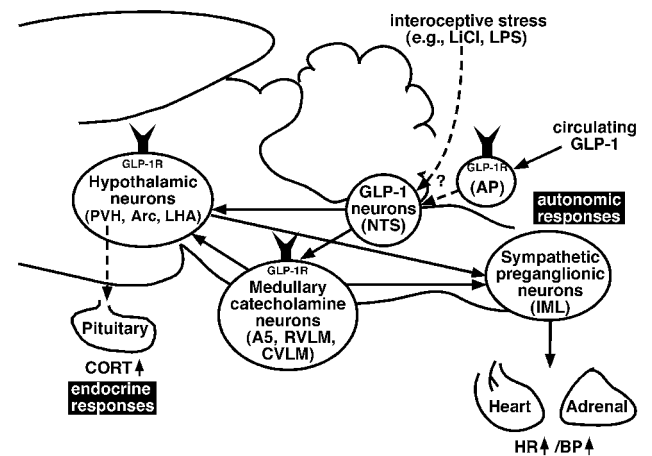 interoceptive stress
(e.g., LiCl, LPS)
circulating
GLP-1
GLP-1R
Hypothalamic
neurons
(PVH, Arc, LHA)
GLP-1
neurons
(NTS)
?
GLP-1R
(AP)
autonomic
responses
GLP-1R
Medullary
catecholamine
neurons
(A5, RVLM,
CVLM)
Sympathetic
preganglionic
neurons
(IML)
Pituitary
CORT
endocrine
responses
Heart
Adrenal
HR /BP